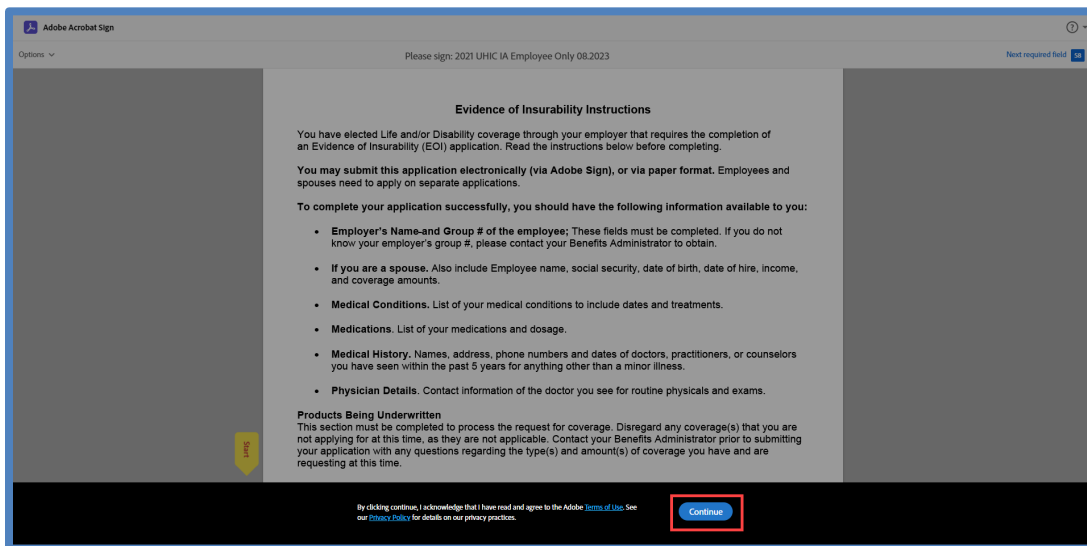 Adobe Acrobat Sign
Options
Please sign: 2021 UHIC IA Employee Only 08.2023
Next required field 58
Evidence of Insurability Instructions
You have elected Life and/or Disability coverage through your employer that requires the completion of
an Evidence of Insurability (EOI) application. Read the instructions below before completing.
You may submit this application electronically (via Adobe Sign), or via paper format. Employees and
spouses need to apply on separate applications.
To complete your application successfully, you should have the following information available to you:
• Employer's Name-and Group # of the employee; These fields must be completed. If you do not
know your employer's group #, please contact your Benefits Administrator to obtain.
• If you are a spouse. Also include Employee name, social security, date of birth, date of hire, income,
and coverage amounts.
• Medical Conditions. List of your medical conditions to include dates and treatments.
• Medications. List of your medications and dosage.
• Medical History. Names, address, phone numbers and dates of doctors, practitioners, or counselors
you have seen within the past 5 years for anything other than a minor illness.
• Physician Details. Contact information of the doctor you see for routine physicals and exams.
Products Being Underwritten
This section must be completed to process the request for coverage. Disregard any coverage(s) that you are
not applying for at this time, as they are not applicable. Contact your Benefits Administrator prior to submitting
your application with any questions regarding the type(s) and amount(s) of coverage you have and are
requesting at this time.
Start
By clicking continue, I acknowledge that I have read and agree to the Adobe Terms of Use. See
our Privacy Policy for details on our privacy practices.
Continue